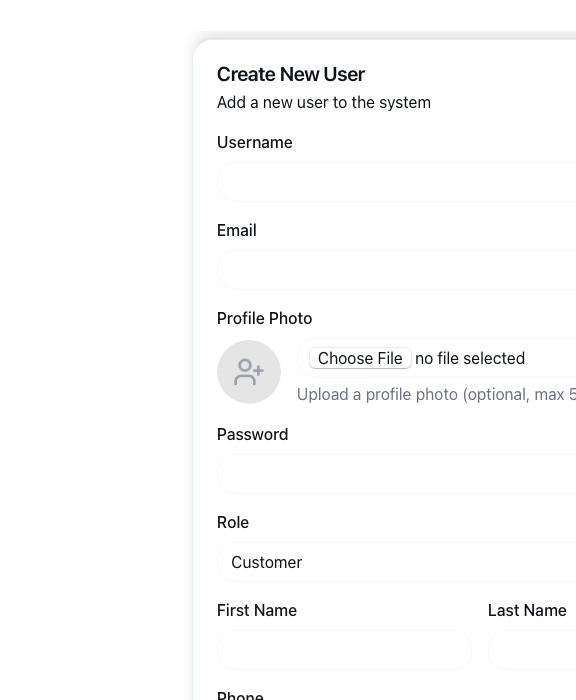 Create New User
Add a new user to the system
Username
Email
Profile Photo
Choose File no file selected
Upload a profile photo (optional, max 5
Password
Role
Customer
First Name Last Name
Phone